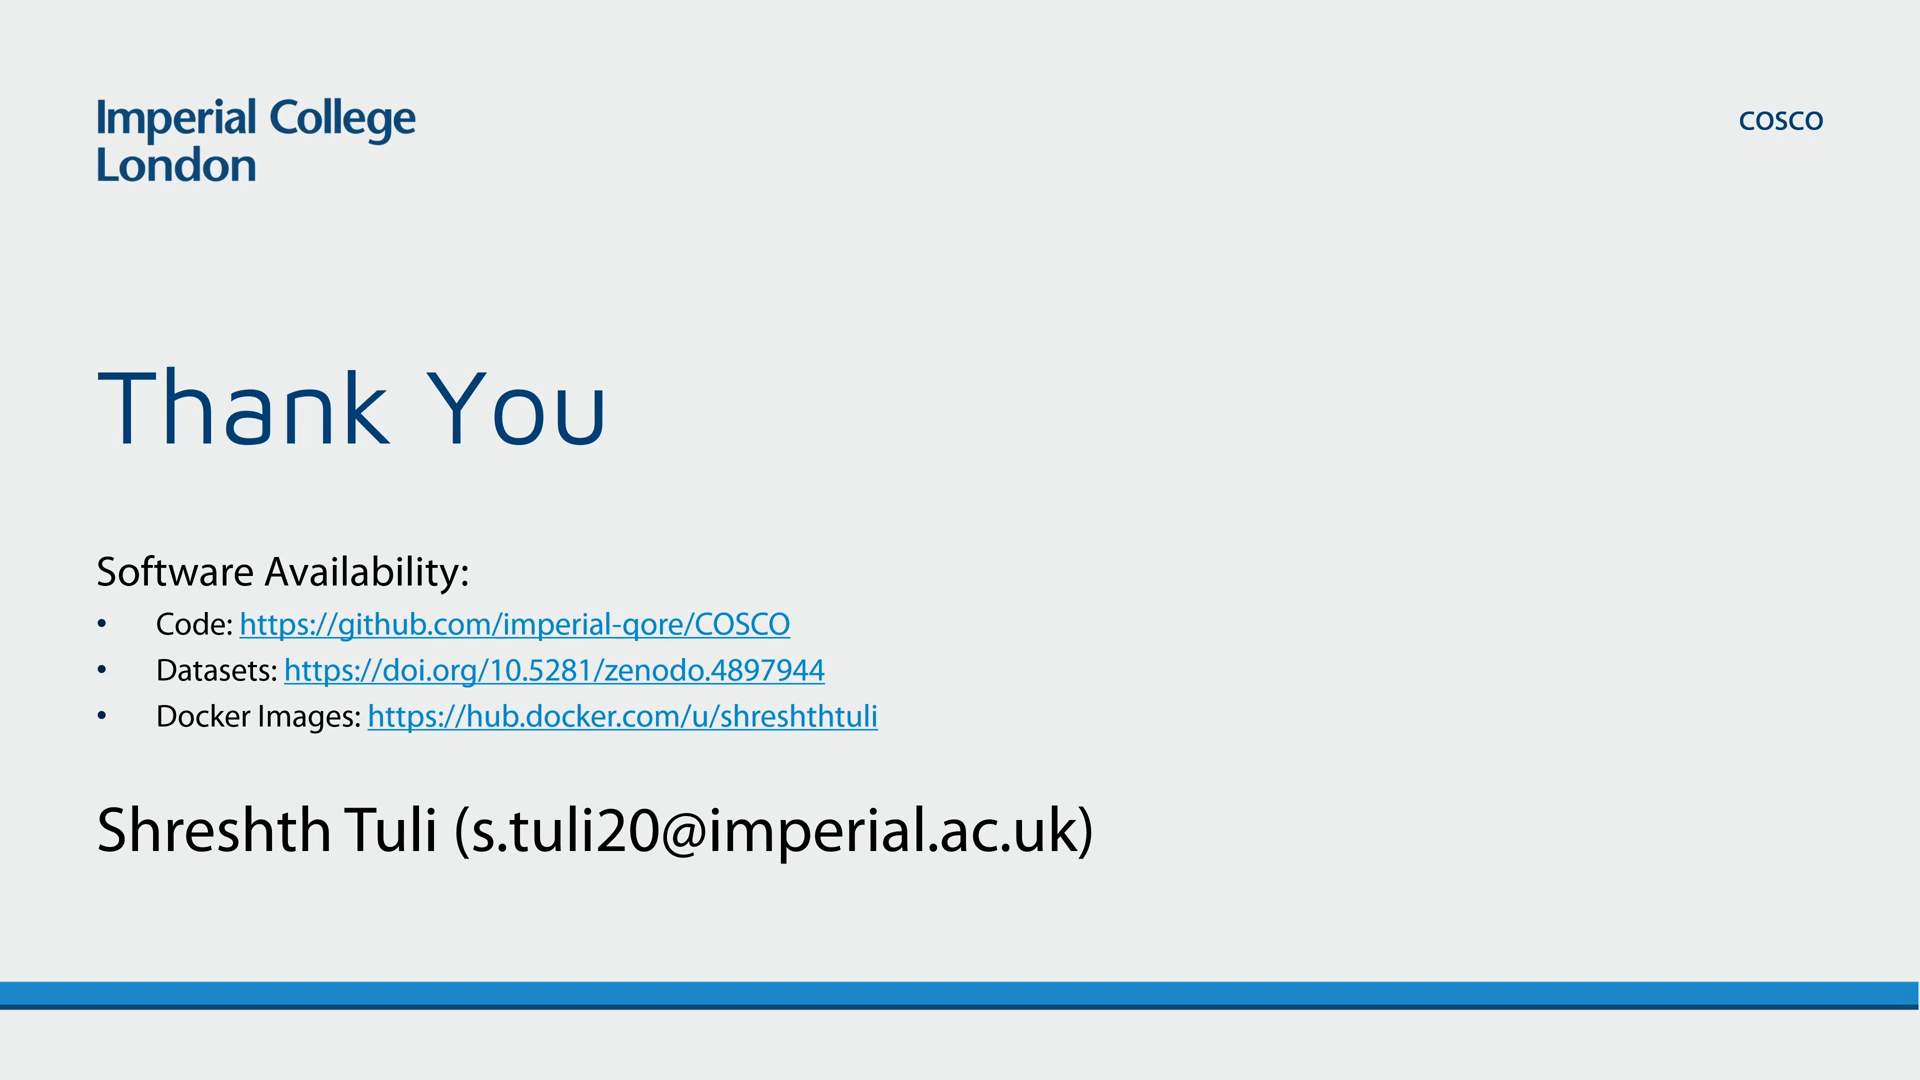 Imperial College
London
COSCO
Thank You
Software Availability:
• Code: https://github.com/imperial-qore/COSCO
• Datasets: https://doi.org/10.5281/zenodo.4897944
• Docker Images: https://hub.docker.com/u/shreshthtuli
Shreshth Tuli (s.tuli20@imperial.ac.uk)